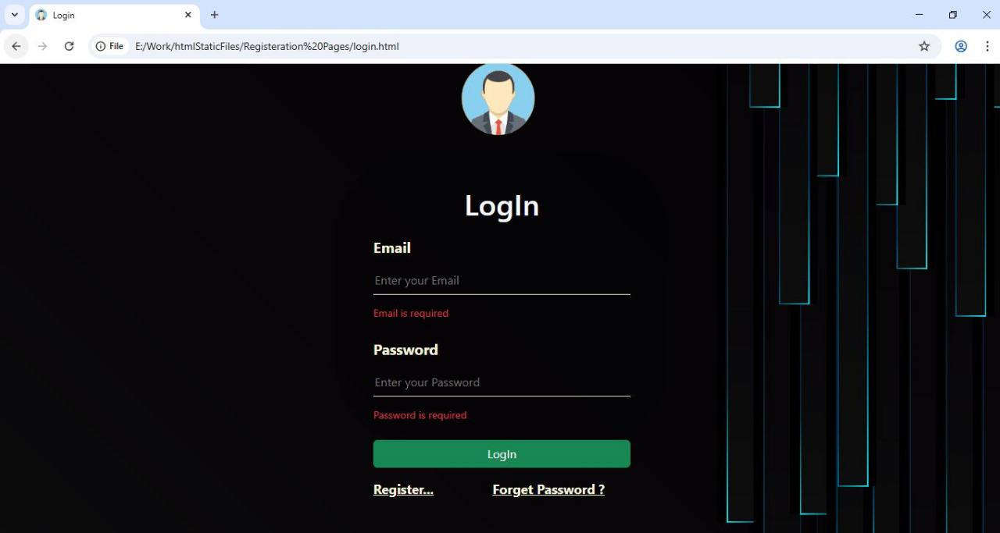 Login
File E:/Work/htmlStaticFiles/Registeration%20Pages/login.html
LogIn
Email
Enter your Email
Email is required
Password
Enter your Password
Password is required
LogIn
Register... Forget Password ?